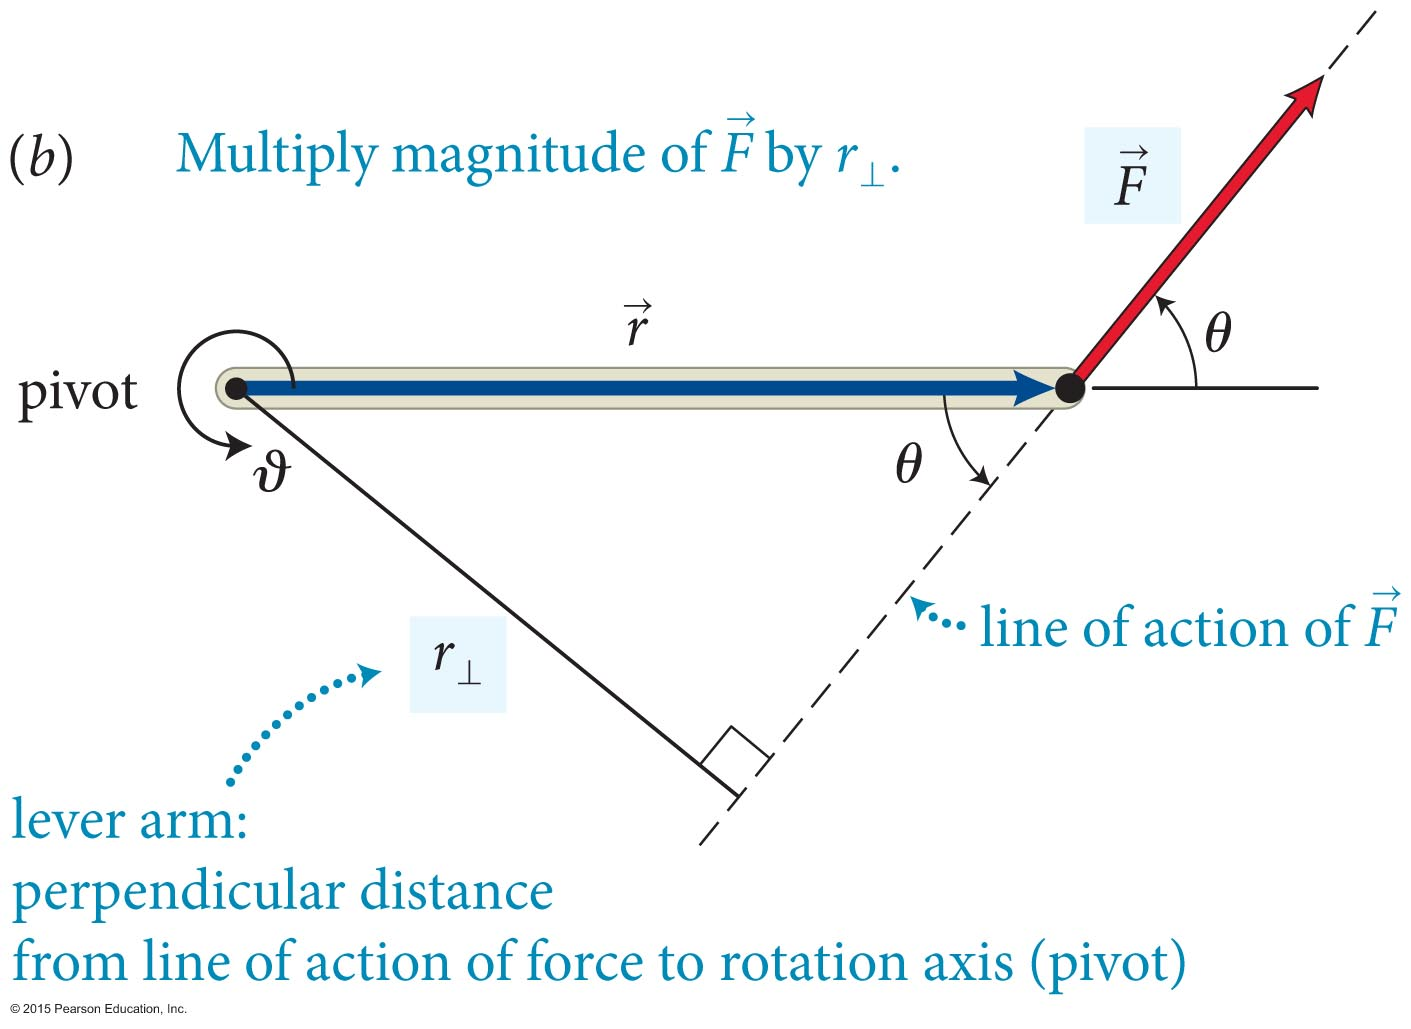 (b) Multiply magnitude of F⃗ by r⊥.
F⃗
r⃗
θ
pivot
ϑ
θ
line of action of F⃗
r⊥
lever arm:
perpendicular distance
from line of action of force to rotation axis (pivot)
© 2015 Pearson Education, Inc.